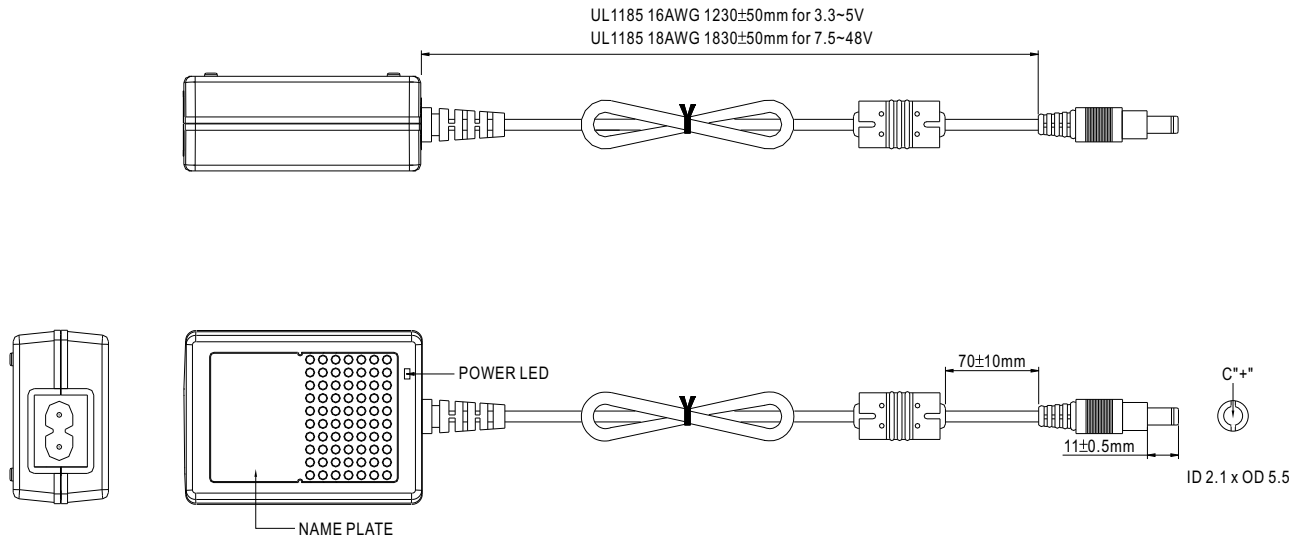 UL1185 16AWG 1230±50mm for 3.3~5V
UL1185 18AWG 1830±50mm for 7.5~48V
POWER LED
70±10mm
C"+"
11±0.5mm
ID 2.1 x OD 5.5
NAME PLATE